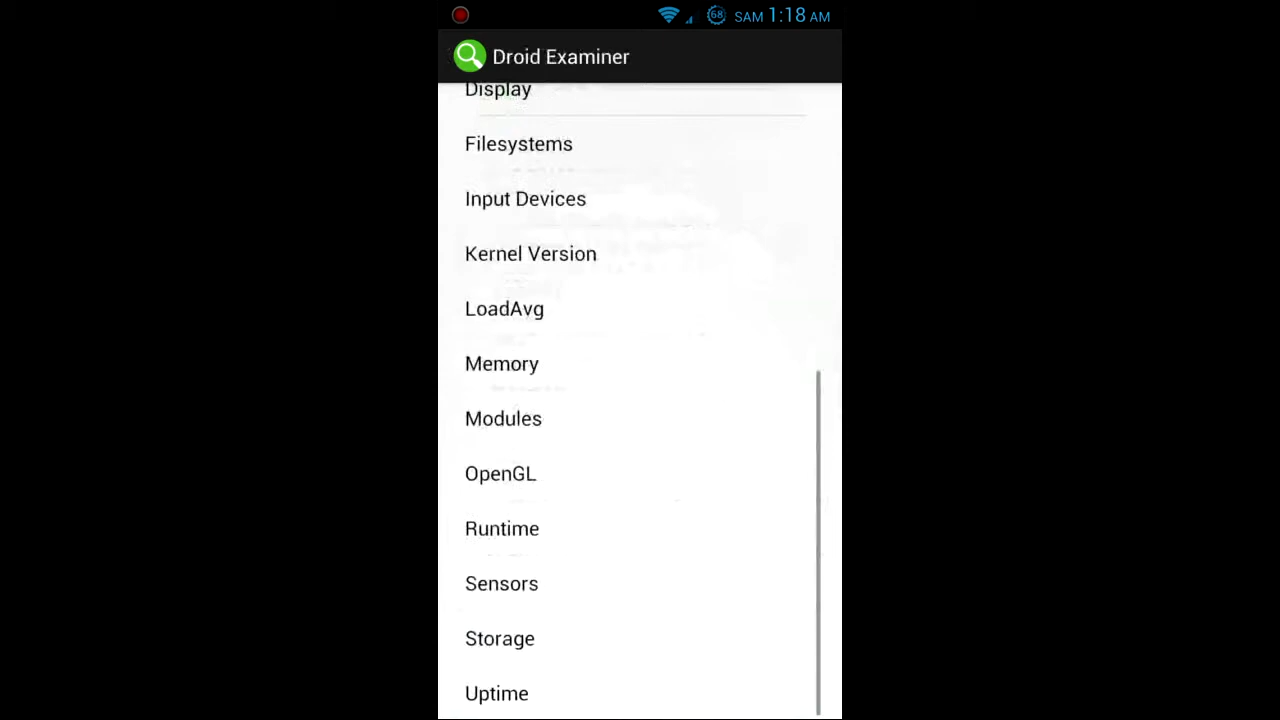 68 SAM 1:18 AM
Droid Examiner
Display
Filesystems
Input Devices
Kernel Version
LoadAvg
Memory
Modules
OpenGL
Runtime
Sensors
Storage
Uptime